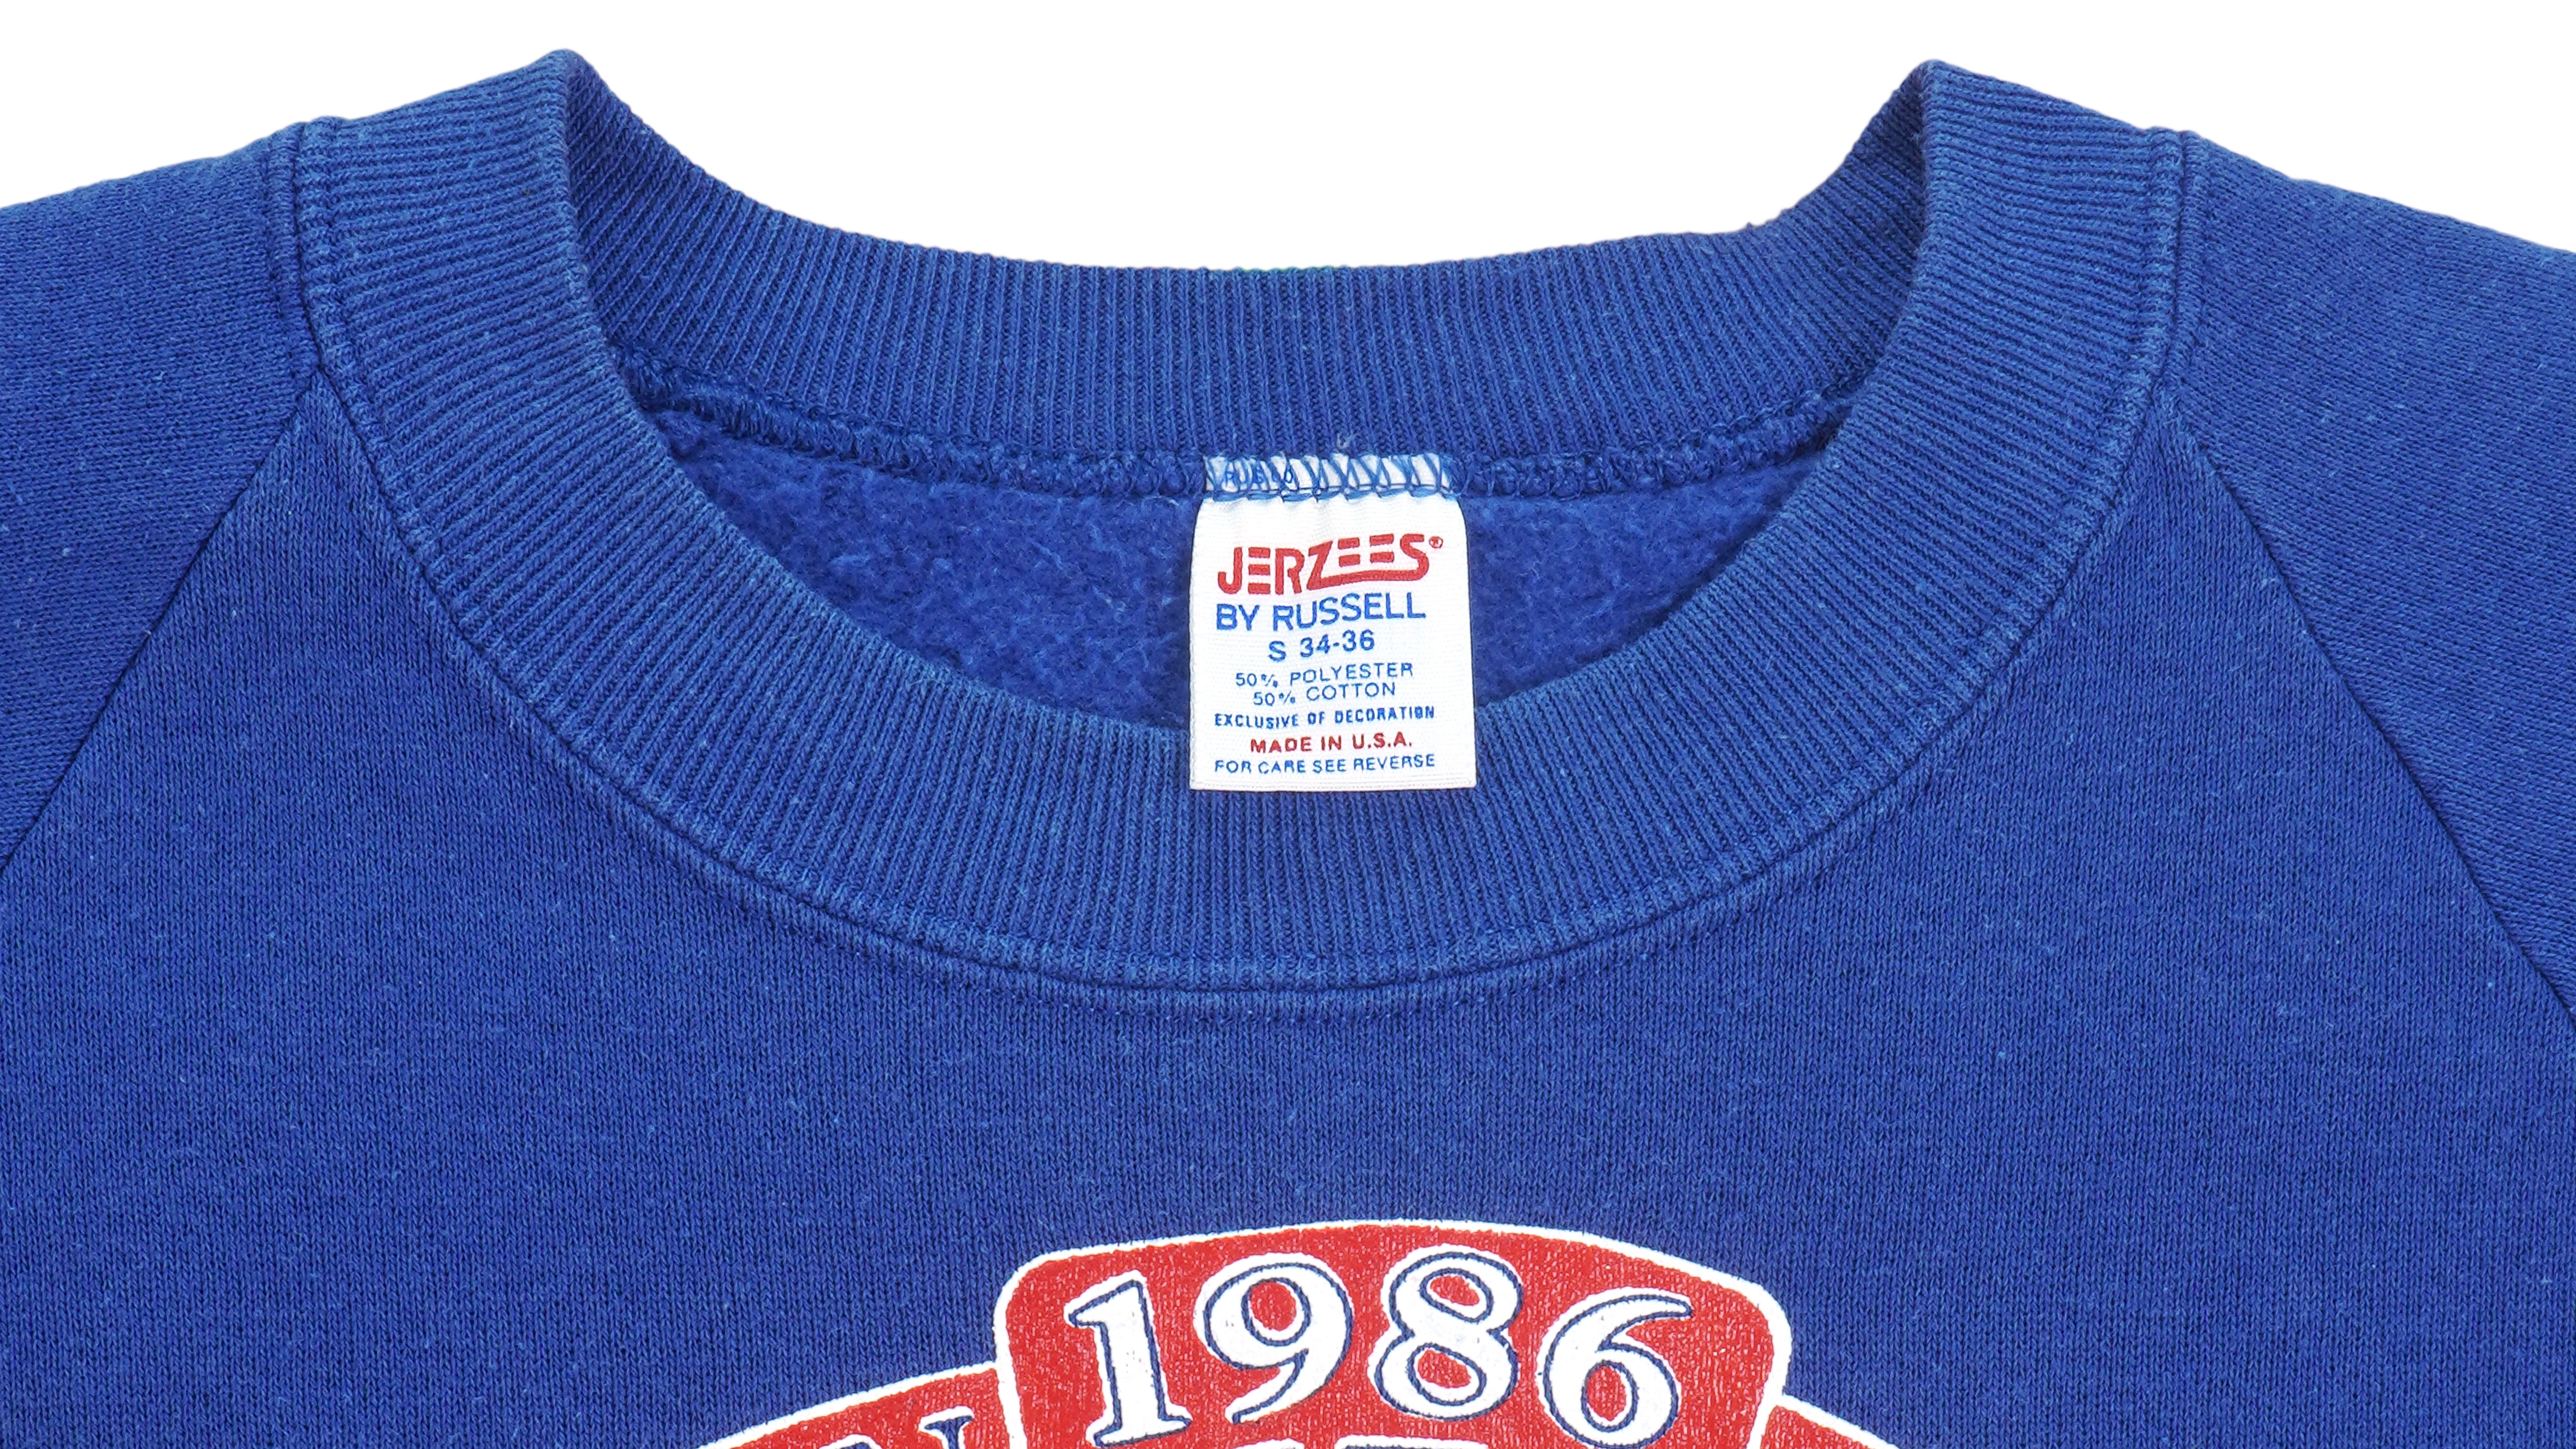 JERZEES®
BY RUSSELL
S 34-36
50% POLYESTER
50% COTTON
EXCLUSIVE OF DECORATION
MADE IN U.S.A.
FOR CARE SEE REVERSE
1986